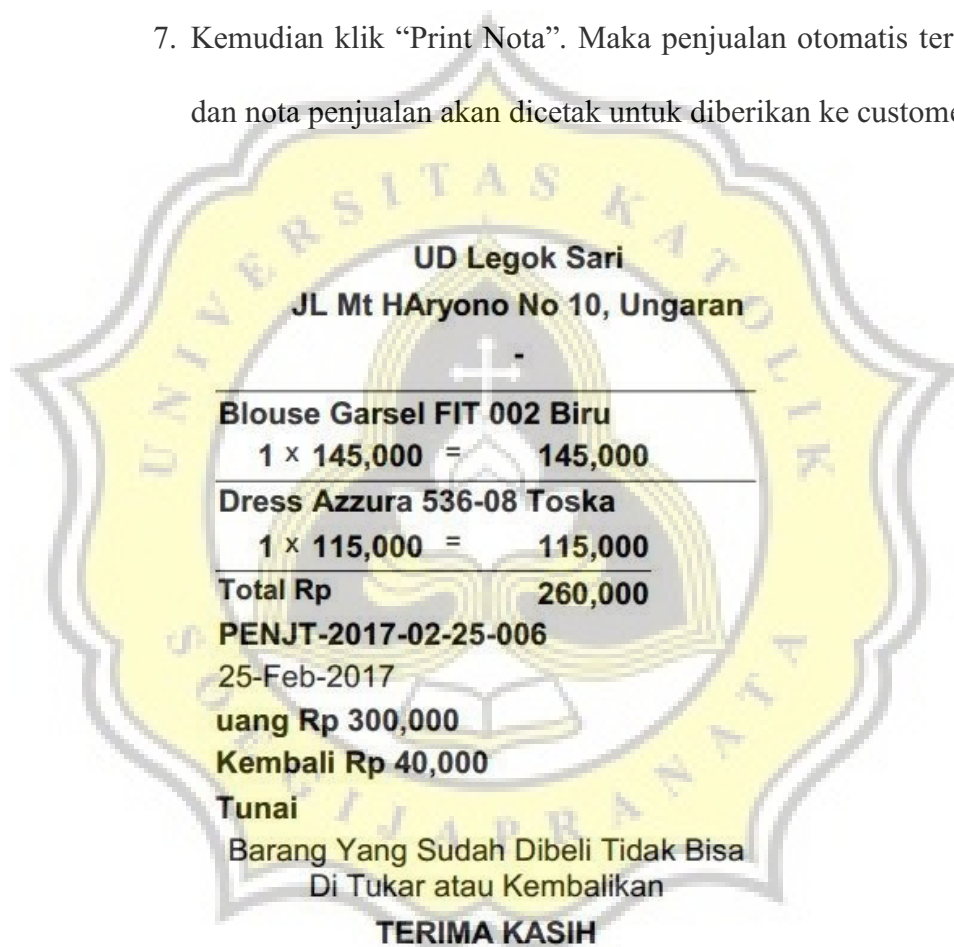 7. Kemudian klik “Print Nota”. Maka penjualan otomatis
dan nota penjualan akan dicetak untuk diberikan ke
UNIVERSITAS KATOLIK
UD Legok Sari
JL Mt HAryono No 10, Ungaran
-
Blouse Garsel FIT 002 Biru
1 x 145,000 = 145,000
Dress Azzura 536-08 Toska
1 x 115,000 = 115,000
Total Rp 260,000
PENJT-2017-02-25-006
25-Feb-2017
uang Rp 300,000
Kembali Rp 40,000
Tunai
Barang Yang Sudah Dibeli Tidak Bisa
Di Tukar atau Kembalikan
TERIMA KASIH
SOEGIJAPRANATA